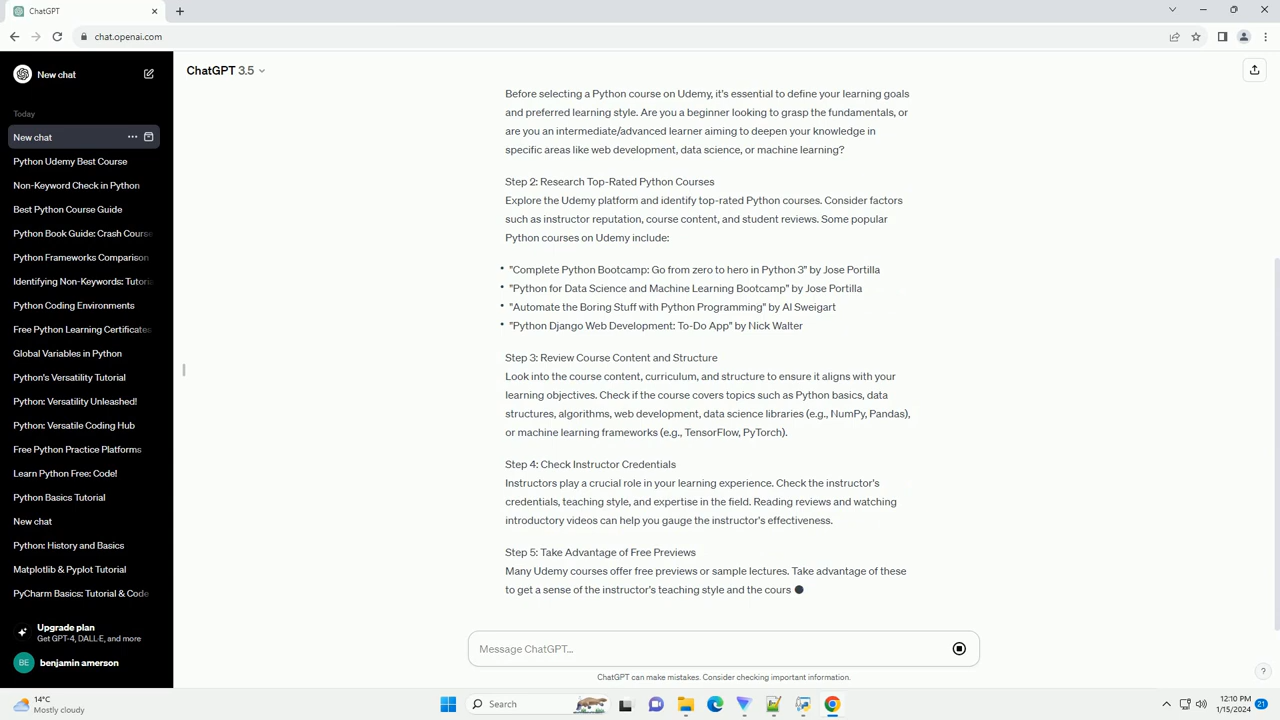 ChatGPT
chat.openai.com
New chat
ChatGPT 3.5
Today
New chat
Python Udemy Best Course
Non-Keyword Check in Python
Best Python Course Guide
Python Book Guide: Crash Course
Python Frameworks Comparison
Identifying Non-Keywords: Tutoria
Python Coding Environments
Free Python Learning Certificates
Global Variables in Python
Python's Versatility Tutorial
Python: Versatility Unleashed!
Python: Versatile Coding Hub
Free Python Practice Platforms
Learn Python Free: Code!
Python Basics Tutorial
New chat
Python: History and Basics
Matplotlib & Pyplot Tutorial
PyCharm Basics: Tutorial & Code
Upgrade plan
Get GPT-4, DALL·E, and more
BE benjamin amerson
Before selecting a Python course on Udemy, it's essential to define your learning goals
and preferred learning style. Are you a beginner looking to grasp the fundamentals, or
are you an intermediate/advanced learner aiming to deepen your knowledge in
specific areas like web development, data science, or machine learning?
Step 2: Research Top-Rated Python Courses
Explore the Udemy platform and identify top-rated Python courses. Consider factors
such as instructor reputation, course content, and student reviews. Some popular
Python courses on Udemy include:
• "Complete Python Bootcamp: Go from zero to hero in Python 3" by Jose Portilla
• "Python for Data Science and Machine Learning Bootcamp" by Jose Portilla
• "Automate the Boring Stuff with Python Programming" by Al Sweigart
• "Python Django Web Development: To-Do App" by Nick Walter
Step 3: Review Course Content and Structure
Look into the course content, curriculum, and structure to ensure it aligns with your
learning objectives. Check if the course covers topics such as Python basics, data
structures, algorithms, web development, data science libraries (e.g., NumPy, Pandas),
or machine learning frameworks (e.g., TensorFlow, PyTorch).
Step 4: Check Instructor Credentials
Instructors play a crucial role in your learning experience. Check the instructor's
credentials, teaching style, and expertise in the field. Reading reviews and watching
introductory videos can help you gauge the instructor's effectiveness.
Step 5: Take Advantage of Free Previews
Many Udemy courses offer free previews or sample lectures. Take advantage of these
to get a sense of the instructor's teaching style and the cours
Message ChatGPT...
ChatGPT can make mistakes. Consider checking important information.
?
14°C
Mostly cloudy
Search
12:10 PM
1/15/2024
21